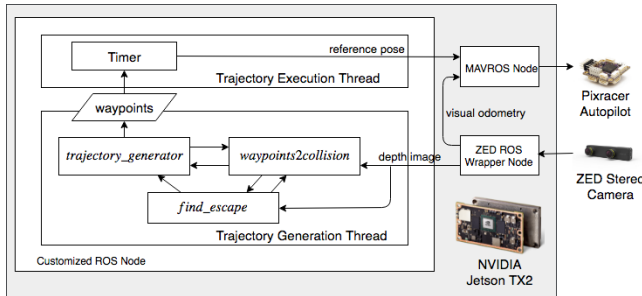 Timer
reference pose
Trajectory Execution Thread
MAVROS Node
Pixracer
Autopilot
waypoints
visual odometry
trajectory_generator
waypoints2collision
depth image
ZED ROS
Wrapper Node
ZED Stereo
Camera
find_escape
Trajectory Generation Thread
NVIDIA
Jetson TX2
Customized ROS Node